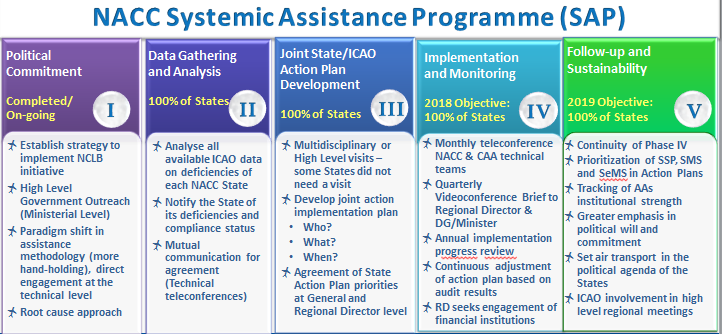 NACC Systemic Assistance Programme (SAP)
Political
Commitment
Completed/
On-going
I
Establish strategy to
implement NCLB
initiative
High Level
Government Outreach
(Ministerial Level)
Paradigm shift in
assistance
methodology (more
hand-holding), direct
engagement at the
technical level
Root cause approach
Data Gathering
and Analysis
100% of States
II
Analyse all
available ICAO data
on deficiencies of
each NACC State
Notify the State of
its deficiencies and
compliance status
Mutual
communication for
agreement
(Technical
teleconferences)
Joint State/ICAO
Action Plan
Development
100% of States
III
Multidisciplinary or
High Level visits –
some States did not
need a visit
Develop joint action
implementation plan
• Who?
• What?
• When?
Agreement of State
Action Plan priorities
at General and
Regional Director level
Implementation
and Monitoring
2018 Objective:
100% of States
IV
Monthly teleconference
NACC & CAA technical
teams
Quarterly
Videoconference Brief to
Regional Director &
DG/Minister
Annual implementation
progress review
Continuous adjustment
of action plan based on
audit results
RD seeks engagement of
financial institutions
Follow-up and
Sustainability
2019 Objective:
100% of States
V
Continuity of Phase IV
Prioritization of SSP, SMS
and SeMS in Action Plans
Tracking of AAs
institutional strength
Greater emphasis in
political will and
commitment
Set air transport in the
political agenda of the
States
ICAO involvement in high
level regional meetings